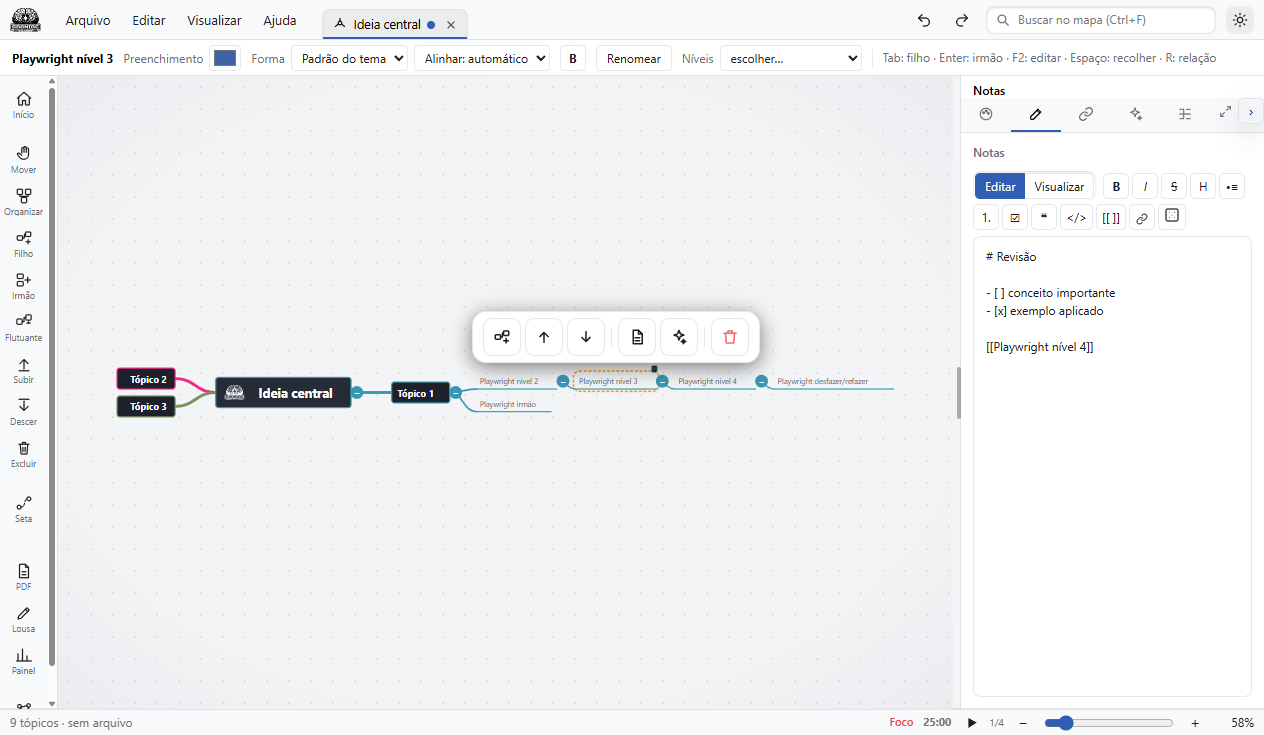 Arquivo Editar Visualizar Ajuda Ideia central Buscar no mapa (Ctrl+F)
Playwright nível 3 Preenchimento Forma Padrão do tema Alinhar: automático B Renomear Níveis escolher... Tab: filho · Enter: irmão · F2: editar · Espaço: recolher · R: relação
Início
Mover
Organizar
Filho
Irmão
Flutuante
Subir
Descer
Excluir
Seta
PDF
Lousa
Painel
Tópico 2
Tópico 3
Ideia central
Tópico 1
Playwright nível 2
Playwright nível 3
Playwright nível 4
Playwright desfazer/refazer
Playwright irmão
Notas
Notas
Editar Visualizar B I S H
1. ❝ </> [[ ]]
# Revisão
- [ ] conceito importante
- [x] exemplo aplicado
[[Playwright nível 4]]
9 tópicos · sem arquivo
Foco 25:00 1/4 − + 58%